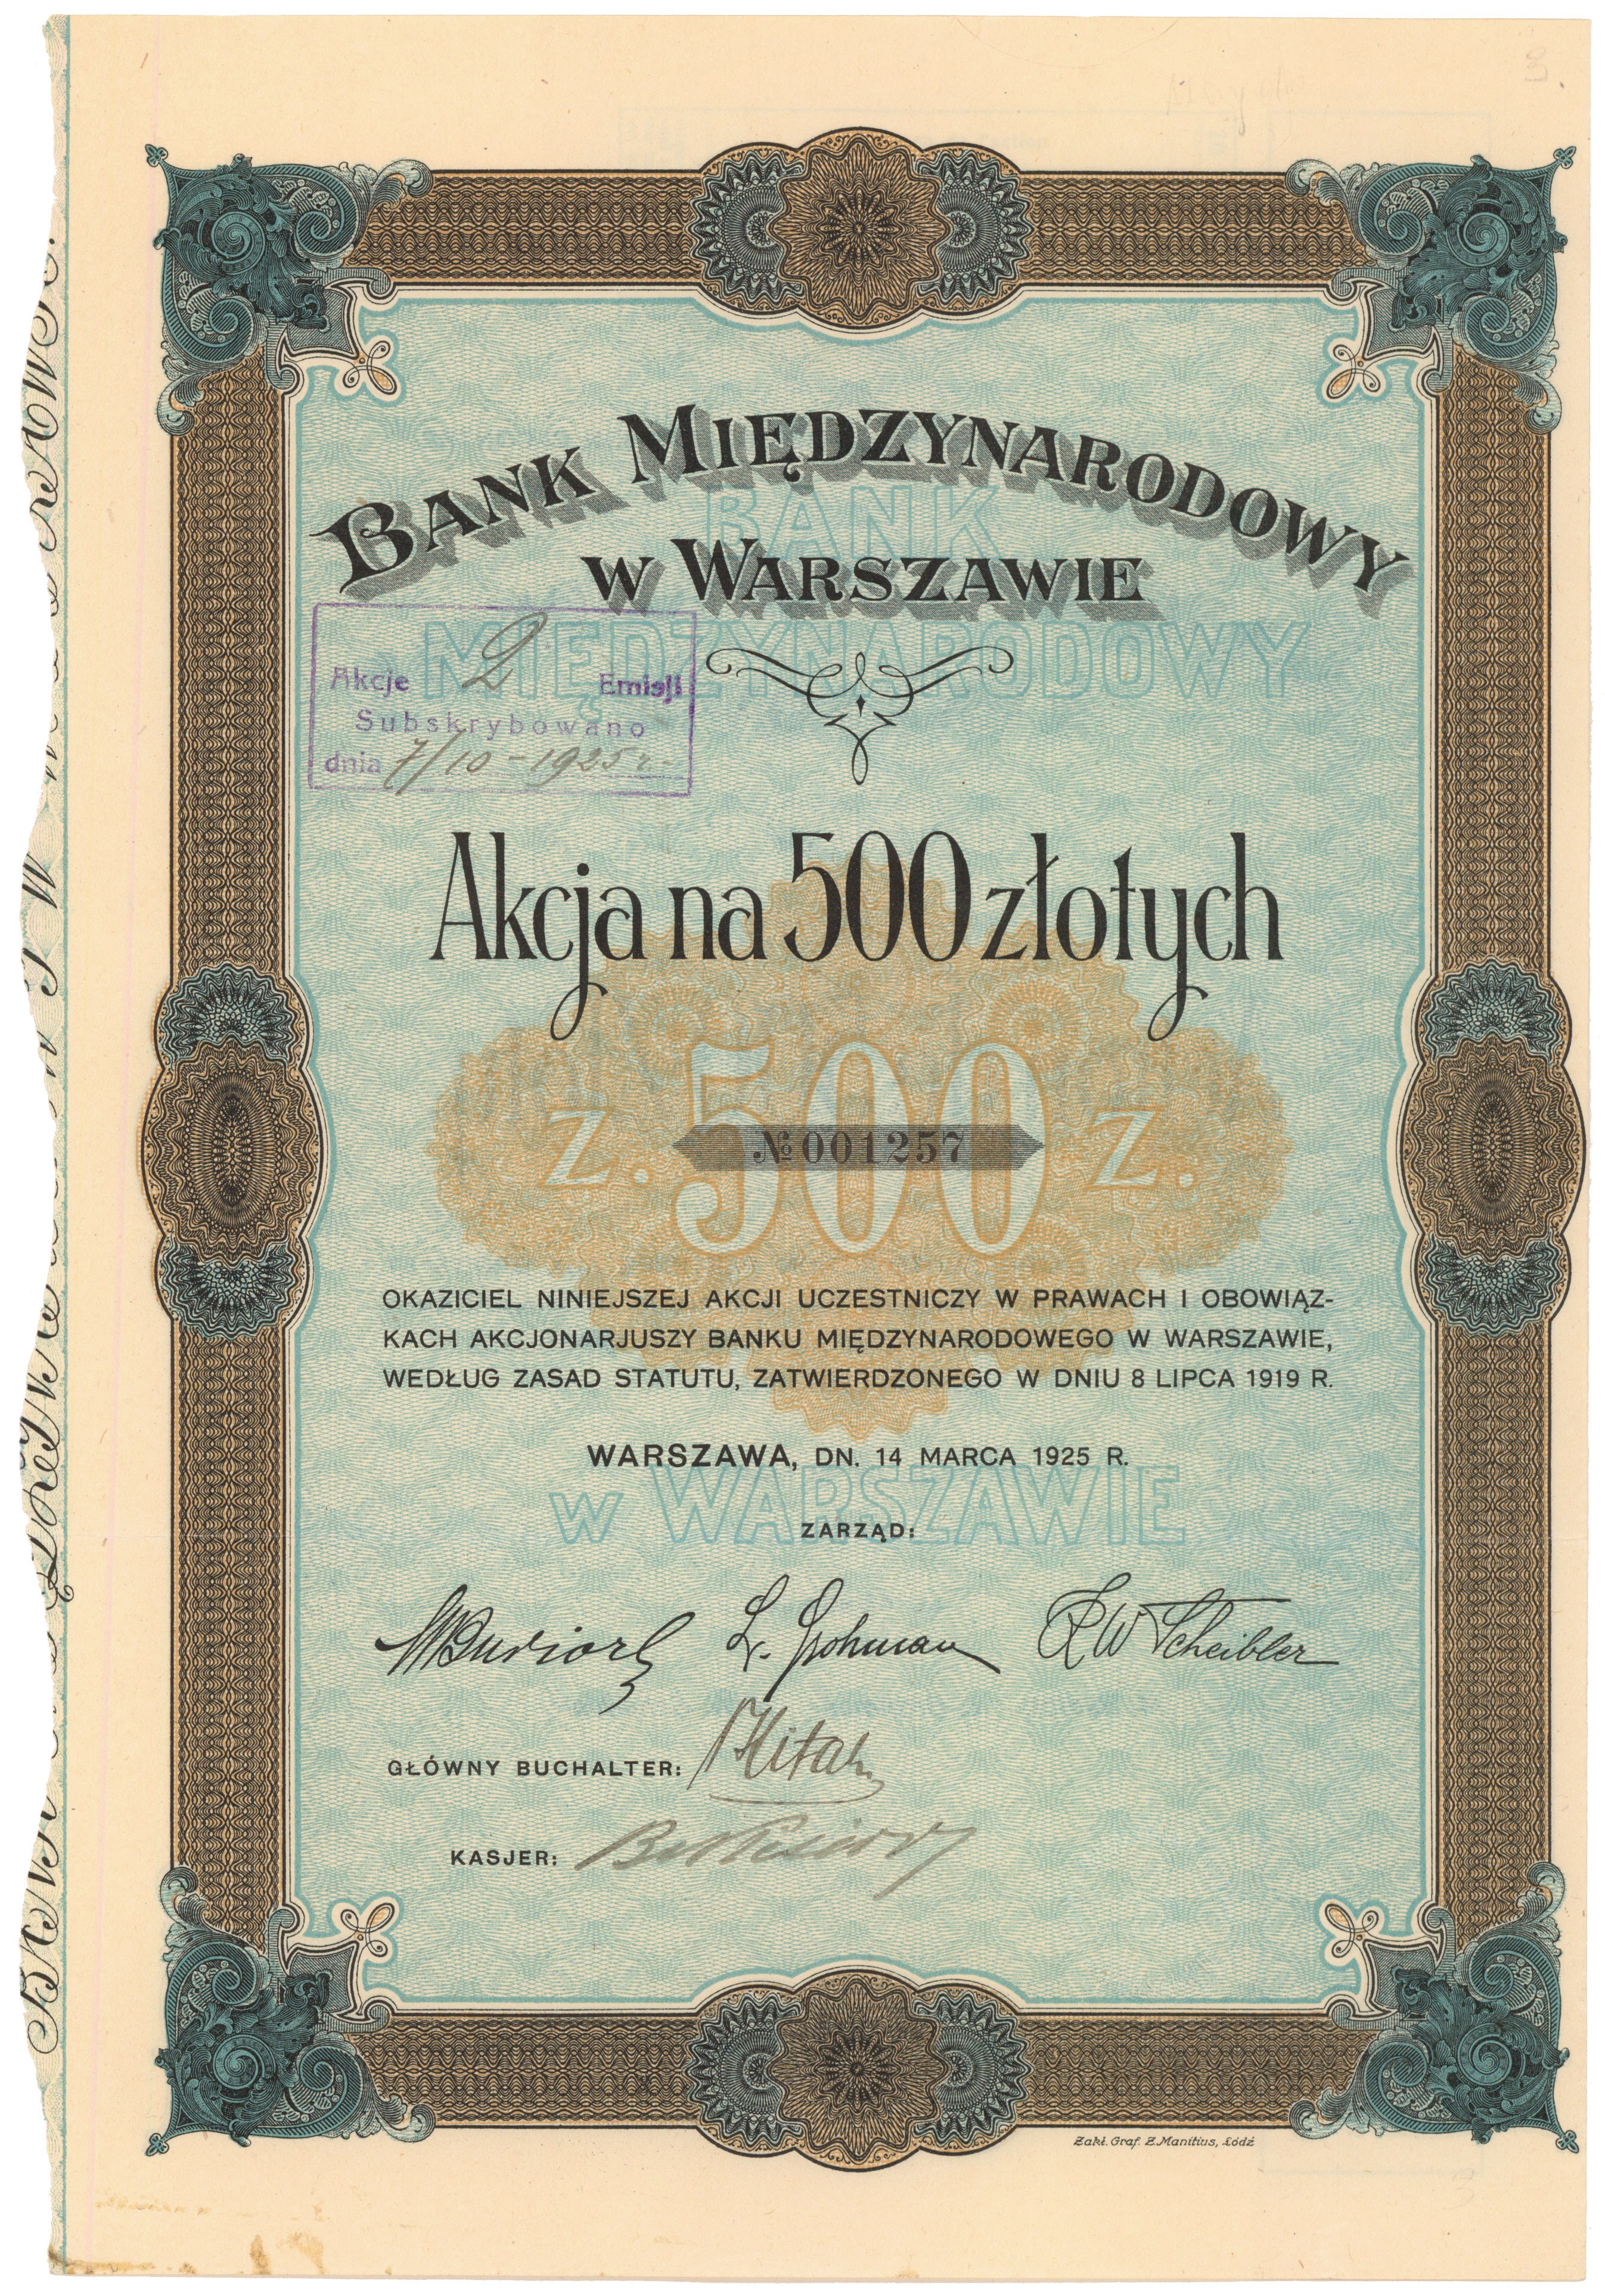 BANK MIĘDZYNARODOWY
W WARSZAWIE
BANK
MIĘDZYNARODOWY
Akcje 2 Emisji
Subskrybowano
dnia 7/10-1925 r.
Akcja na 500 złotych
Z. 500 Z.
№ 001257
OKAZICIEL NINIEJSZEJ AKCJI UCZESTNICZY W PRAWACH I OBOWIĄZ-
KACH AKCJONARJUSZY BANKU MIĘDZYNARODOWEGO W WARSZAWIE,
WEDŁUG ZASAD STATUTU, ZATWIERDZONEGO W DNIU 8 LIPCA 1919 R.
WARSZAWA, DN. 14 MARCA 1925 R.
W WARSZAWIE
ZARZĄD:
L. Grohman RW Scheibler
GŁÓWNY BUCHALTER:
KASJER:
Zakł. Graf. Z. Manitius, Łódź